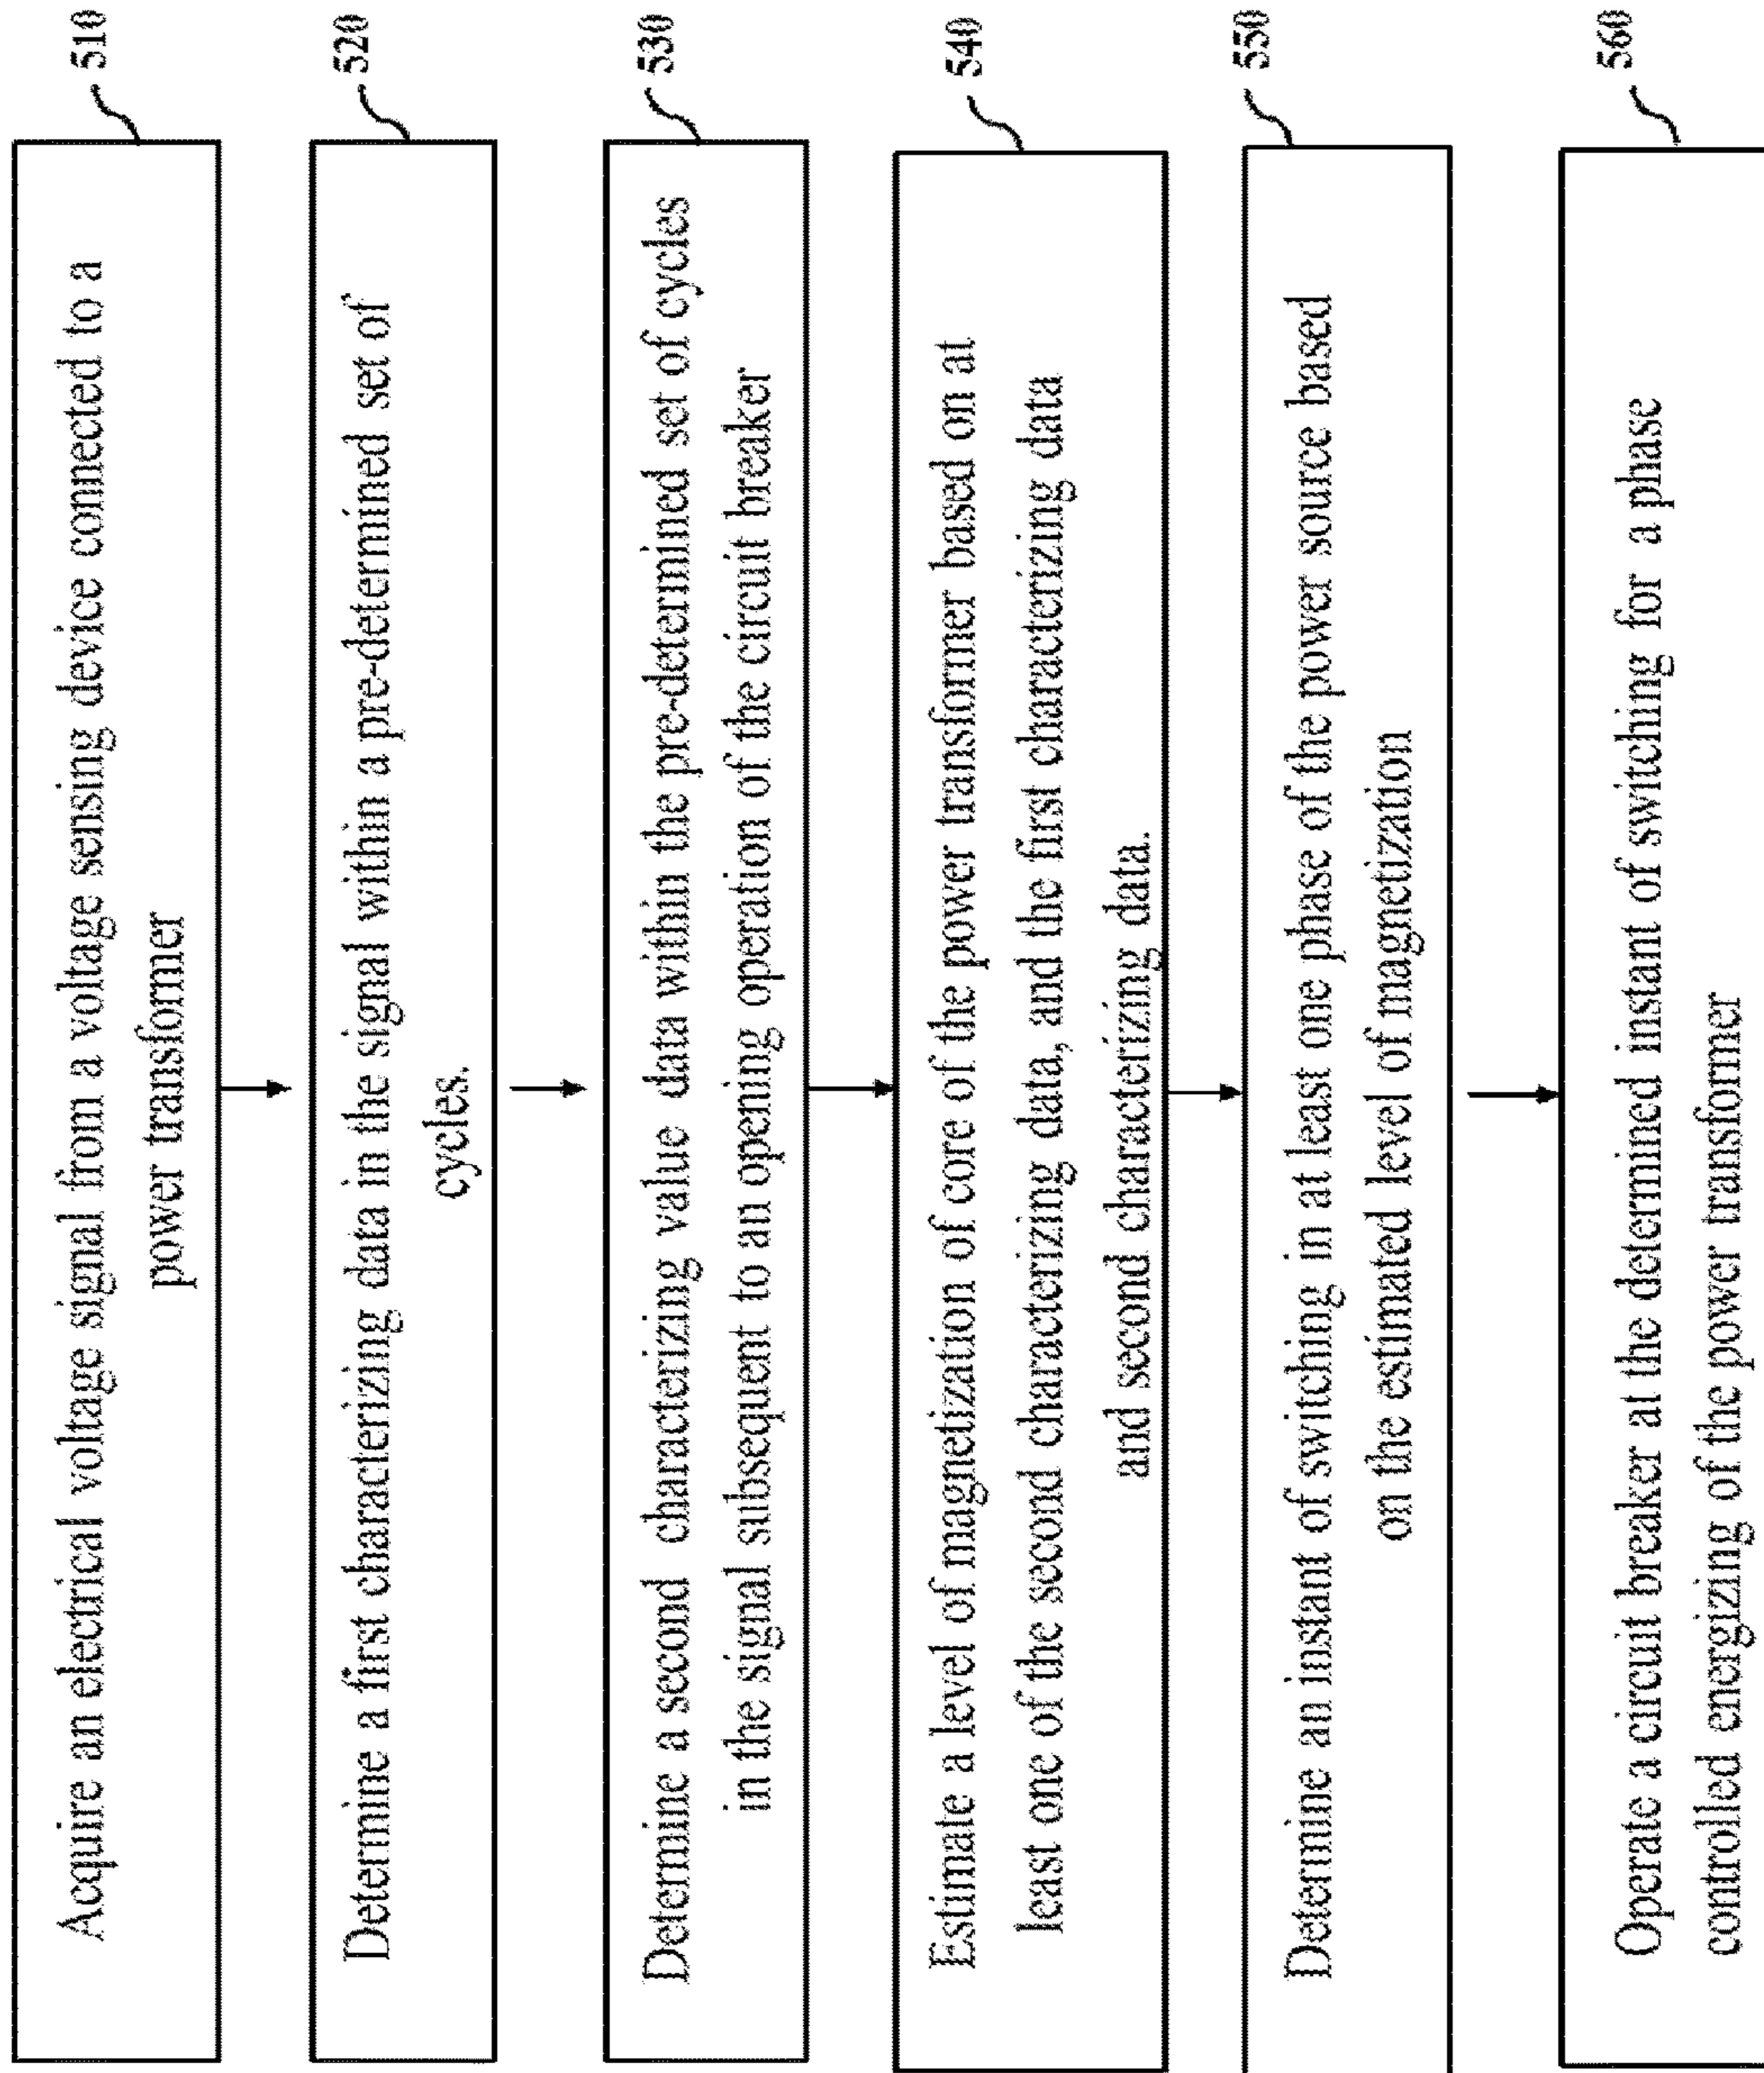 Acquire an electrical voltage signal from a voltage sensing device connected to a
power transformer
510
Determine a first characterizing data in the signal within a pre-determined set of
cycles.
520
Determine a second characterizing value data within the pre-determined set of cycles
in the signal subsequent to an opening operation of the circuit breaker
530
Estimate a level of magnetization of core of the power transformer based on at
least one of the second characterizing data, and the first characterizing data
and second characterizing data.
540
Determine an instant of switching in at least one phase of the power source based
on the estimated level of magnetization
550
Operate a circuit breaker at the determined instant of switching for a phase
controlled energizing of the power transformer
560